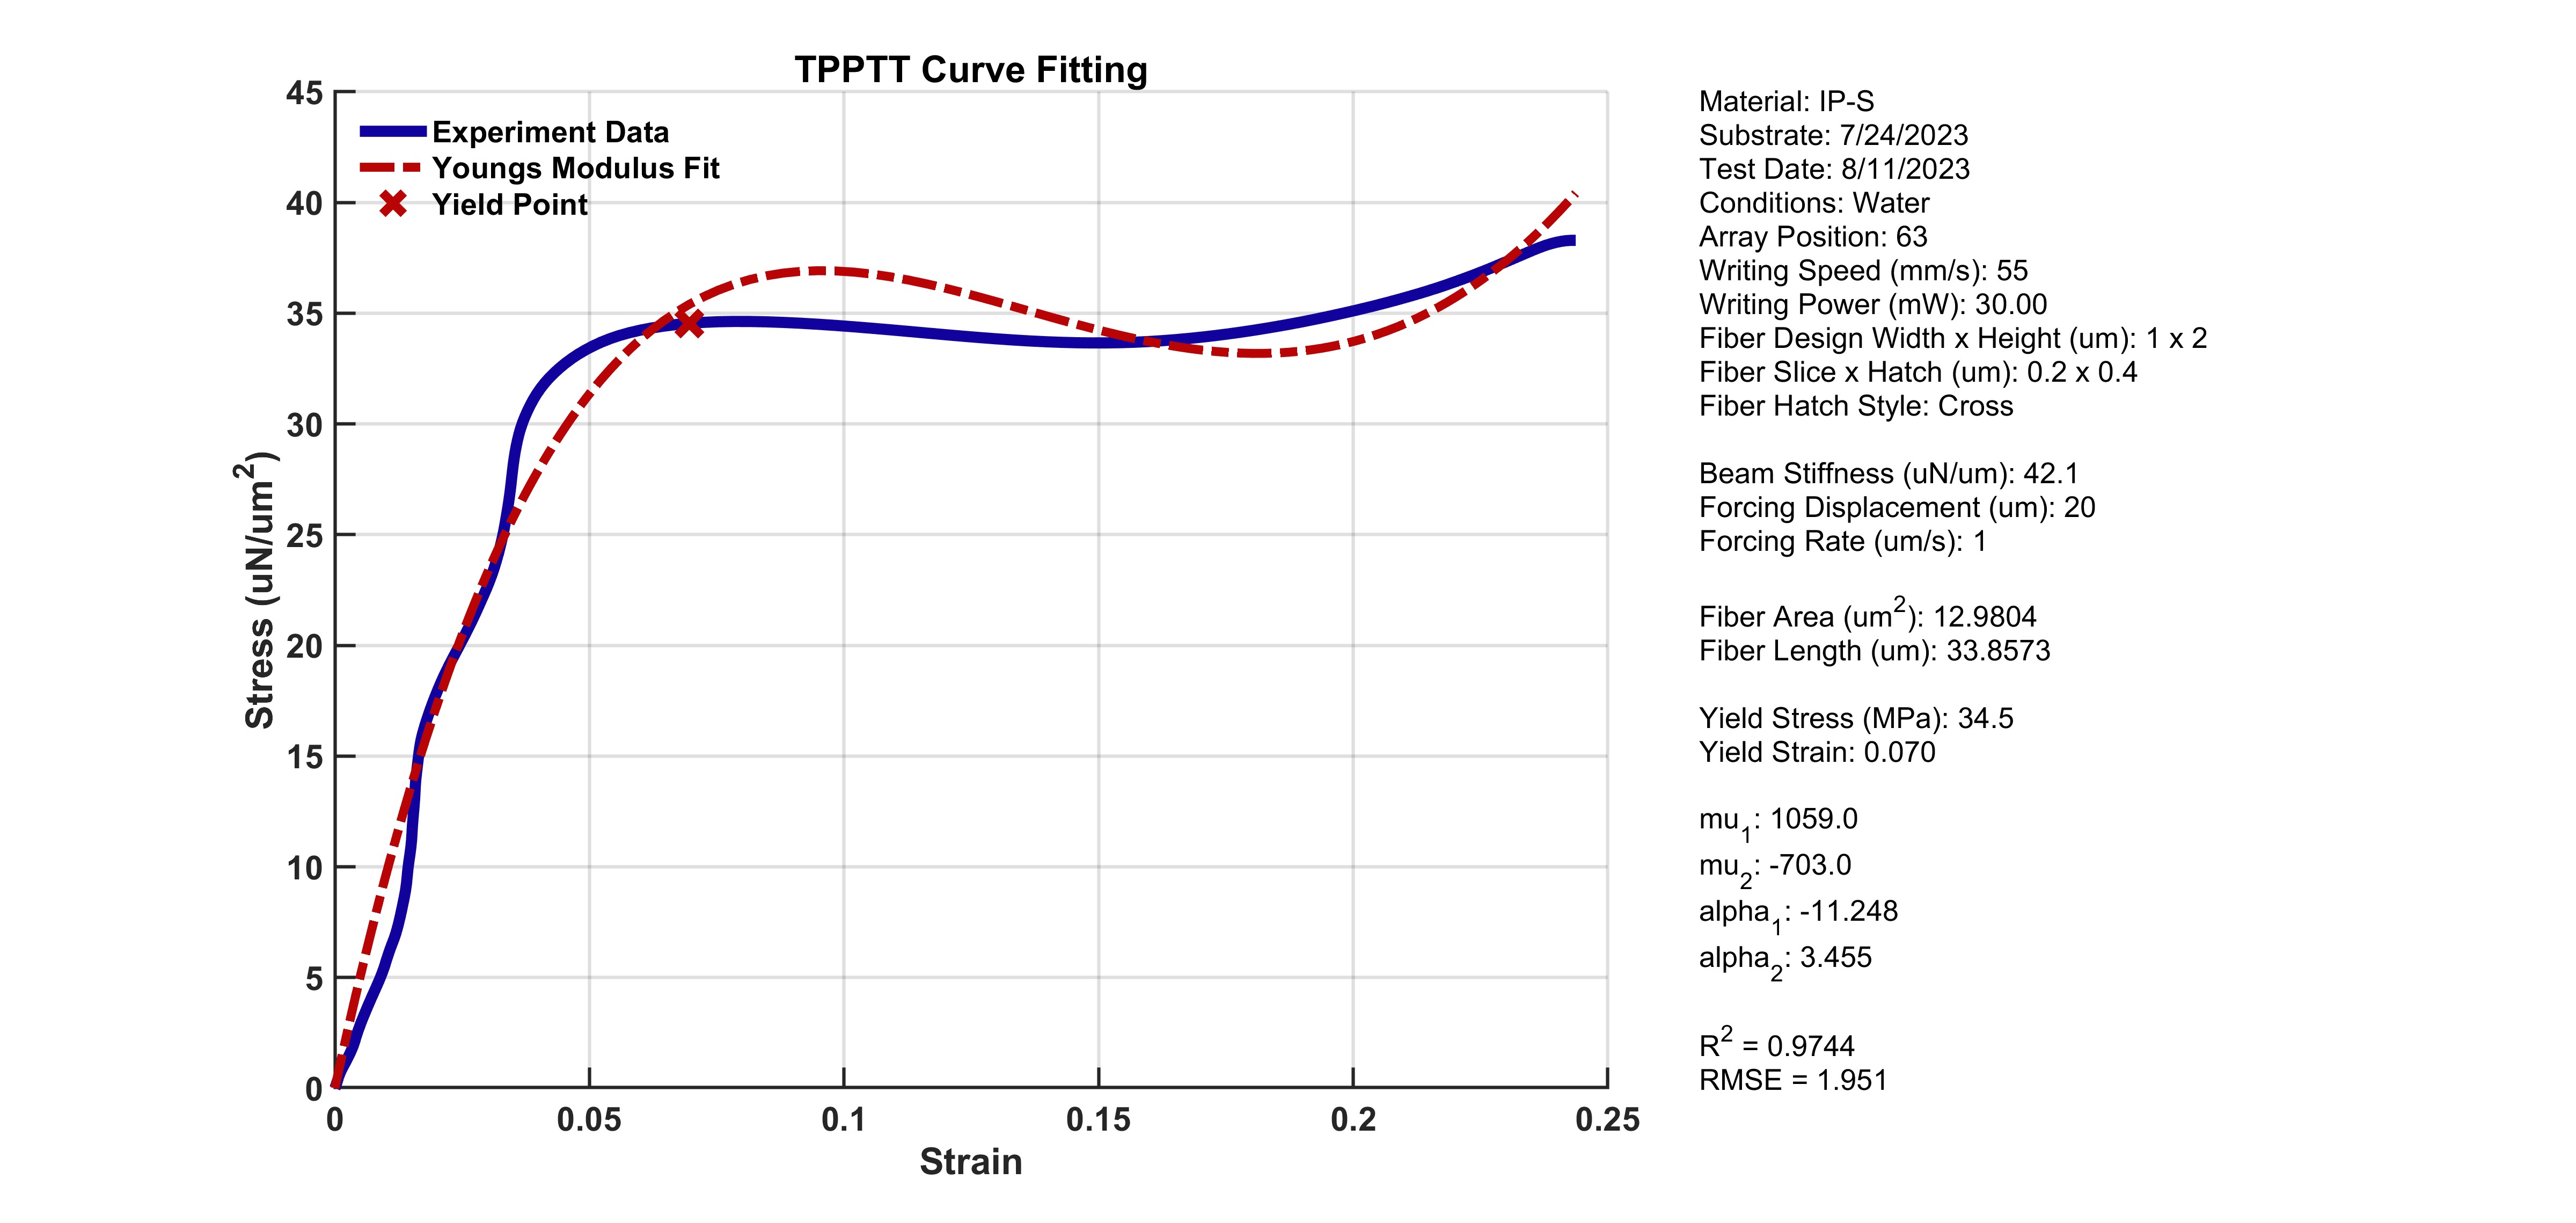 TPPTT Curve Fitting
45
40
35
30
25
20
15
10
5
0
Stress (uN/um²)
Experiment Data
Youngs Modulus Fit
Yield Point
0
0.05
0.1
0.15
0.2
0.25
Strain
Material: IP-S
Substrate: 7/24/2023
Test Date: 8/11/2023
Conditions: Water
Array Position: 63
Writing Speed (mm/s): 55
Writing Power (mW): 30.00
Fiber Design Width x Height (um): 1 x 2
Fiber Slice x Hatch (um): 0.2 x 0.4
Fiber Hatch Style: Cross
Beam Stiffness (uN/um): 42.1
Forcing Displacement (um): 20
Forcing Rate (um/s): 1
Fiber Area (um²): 12.9804
Fiber Length (um): 33.8573
Yield Stress (MPa): 34.5
Yield Strain: 0.070
mu₁: 1059.0
mu₂: -703.0
alpha₁: -11.248
alpha₂: 3.455
R² = 0.9744
RMSE = 1.951